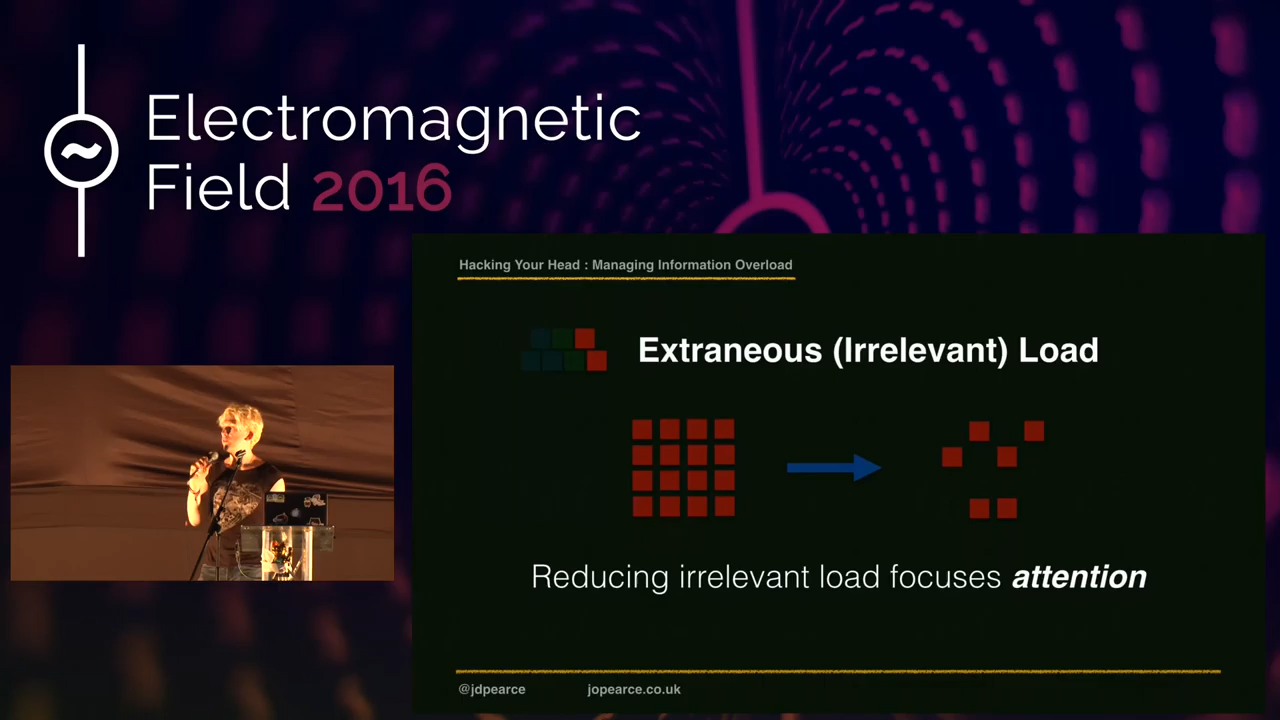 Electromagnetic
Field 2016
Hacking Your Head : Managing Information Overload
Extraneous (Irrelevant) Load
Reducing irrelevant load focuses attention
@jdpearce
jopearce.co.uk